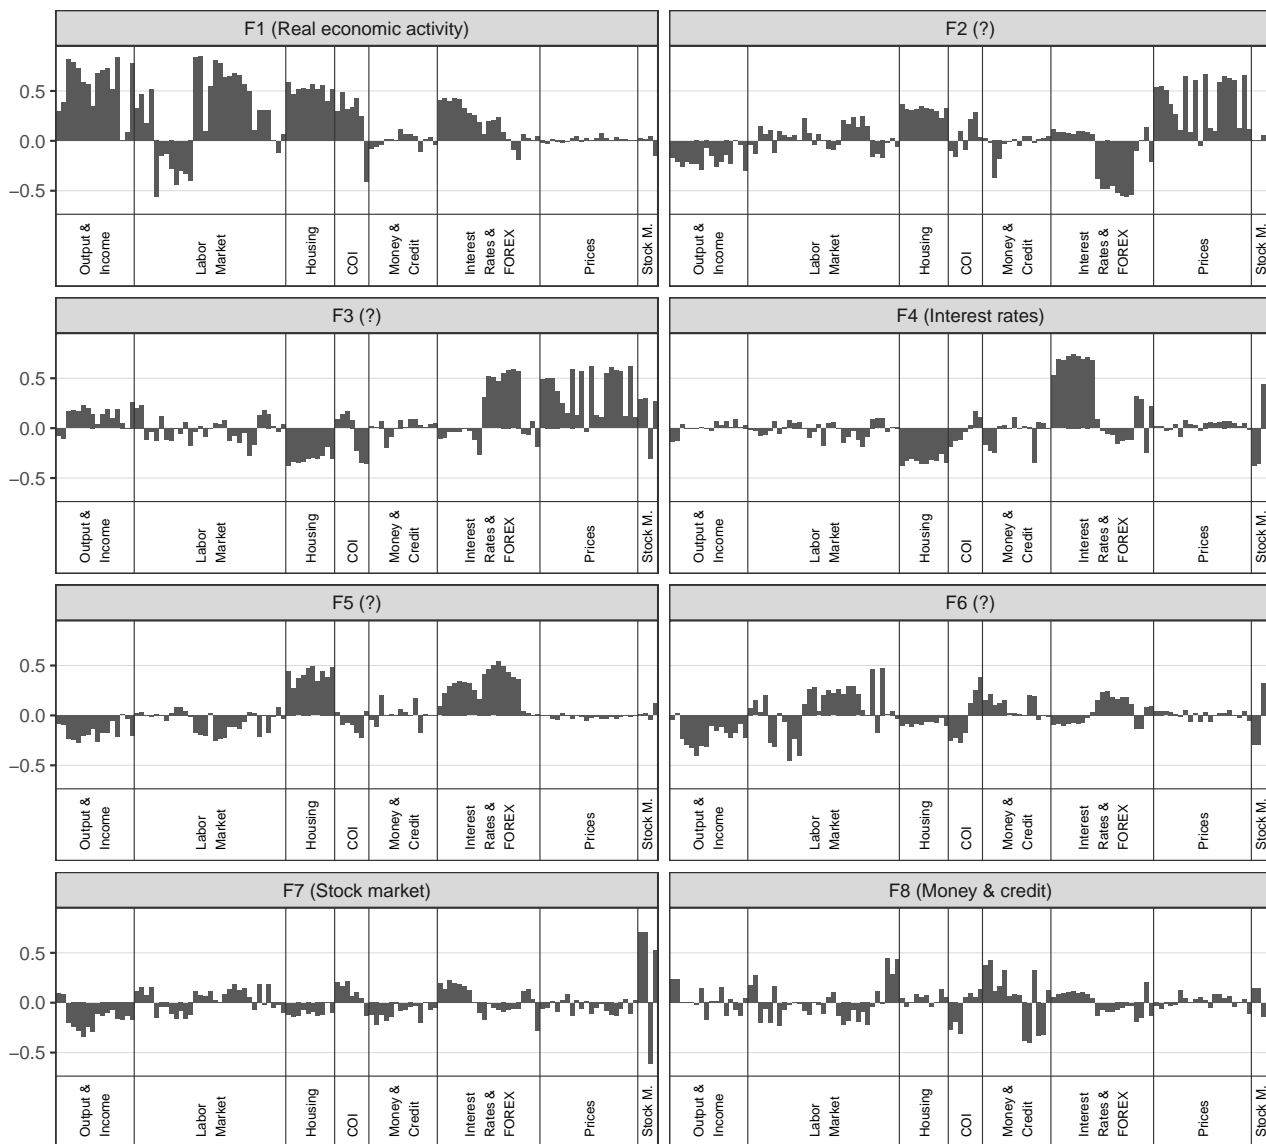 F1 (Real economic activity)
F2 (?)
0.5
0.0
−0.5
Output &
Income
Labor
Market
Housing
COI
Money &
Credit
Interest
Rates &
FOREX
Prices
Stock M.
Output &
Income
Labor
Market
Housing
COI
Money &
Credit
Interest
Rates &
FOREX
Prices
Stock M.
F3 (?)
F4 (Interest rates)
0.5
0.0
−0.5
Output &
Income
Labor
Market
Housing
COI
Money &
Credit
Interest
Rates &
FOREX
Prices
Stock M.
Output &
Income
Labor
Market
Housing
COI
Money &
Credit
Interest
Rates &
FOREX
Prices
Stock M.
F5 (?)
F6 (?)
0.5
0.0
−0.5
Output &
Income
Labor
Market
Housing
COI
Money &
Credit
Interest
Rates &
FOREX
Prices
Stock M.
Output &
Income
Labor
Market
Housing
COI
Money &
Credit
Interest
Rates &
FOREX
Prices
Stock M.
F7 (Stock market)
F8 (Money & credit)
0.5
0.0
−0.5
Output &
Income
Labor
Market
Housing
COI
Money &
Credit
Interest
Rates &
FOREX
Prices
Stock M.
Output &
Income
Labor
Market
Housing
COI
Money &
Credit
Interest
Rates &
FOREX
Prices
Stock M.